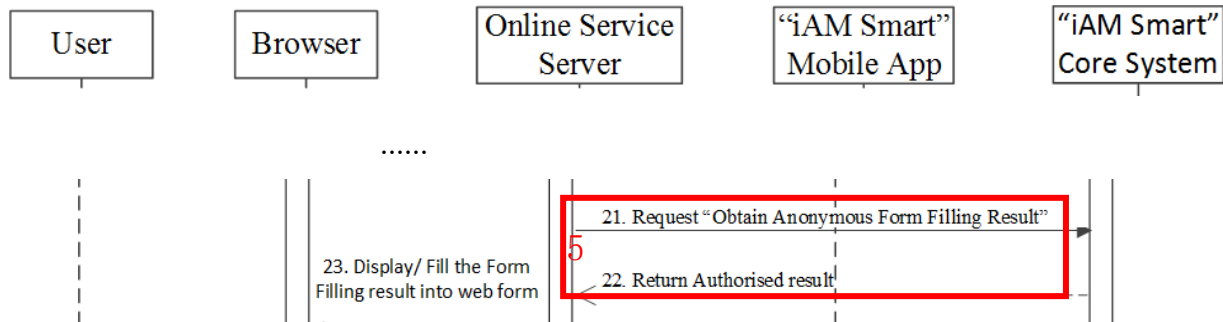 User
Browser
Online Service
Server
“iAM Smart”
Mobile App
“iAM Smart”
Core System
......
21. Request “Obtain Anonymous Form Filling Result”
5
22. Return Authorised result
23. Display/ Fill the Form
Filling result into web form